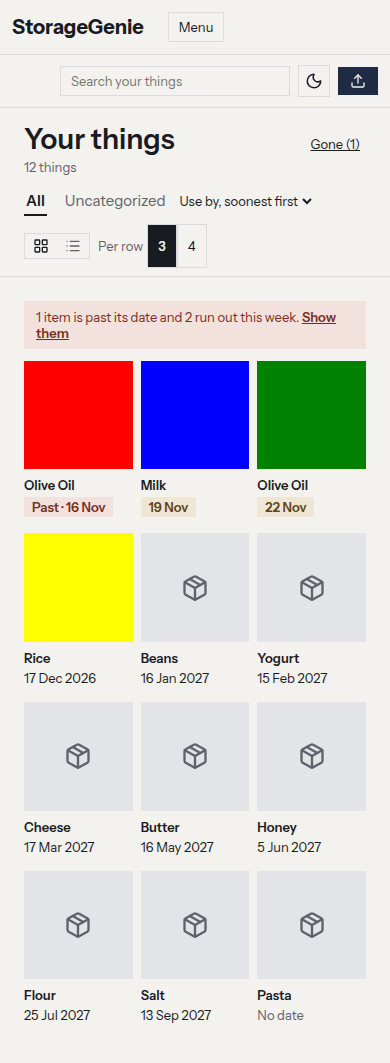 StorageGenie
Menu
Search your things
Your things
Gone (1)
12 things
All
Uncategorized
Use by, soonest first
Per row
3
4
1 item is past its date and 2 run out this week. Show
them
Olive Oil
Past · 16 Nov
Milk
19 Nov
Olive Oil
22 Nov
Rice
17 Dec 2026
Beans
16 Jan 2027
Yogurt
15 Feb 2027
Cheese
17 Mar 2027
Butter
16 May 2027
Honey
5 Jun 2027
Flour
25 Jul 2027
Salt
13 Sep 2027
Pasta
No date